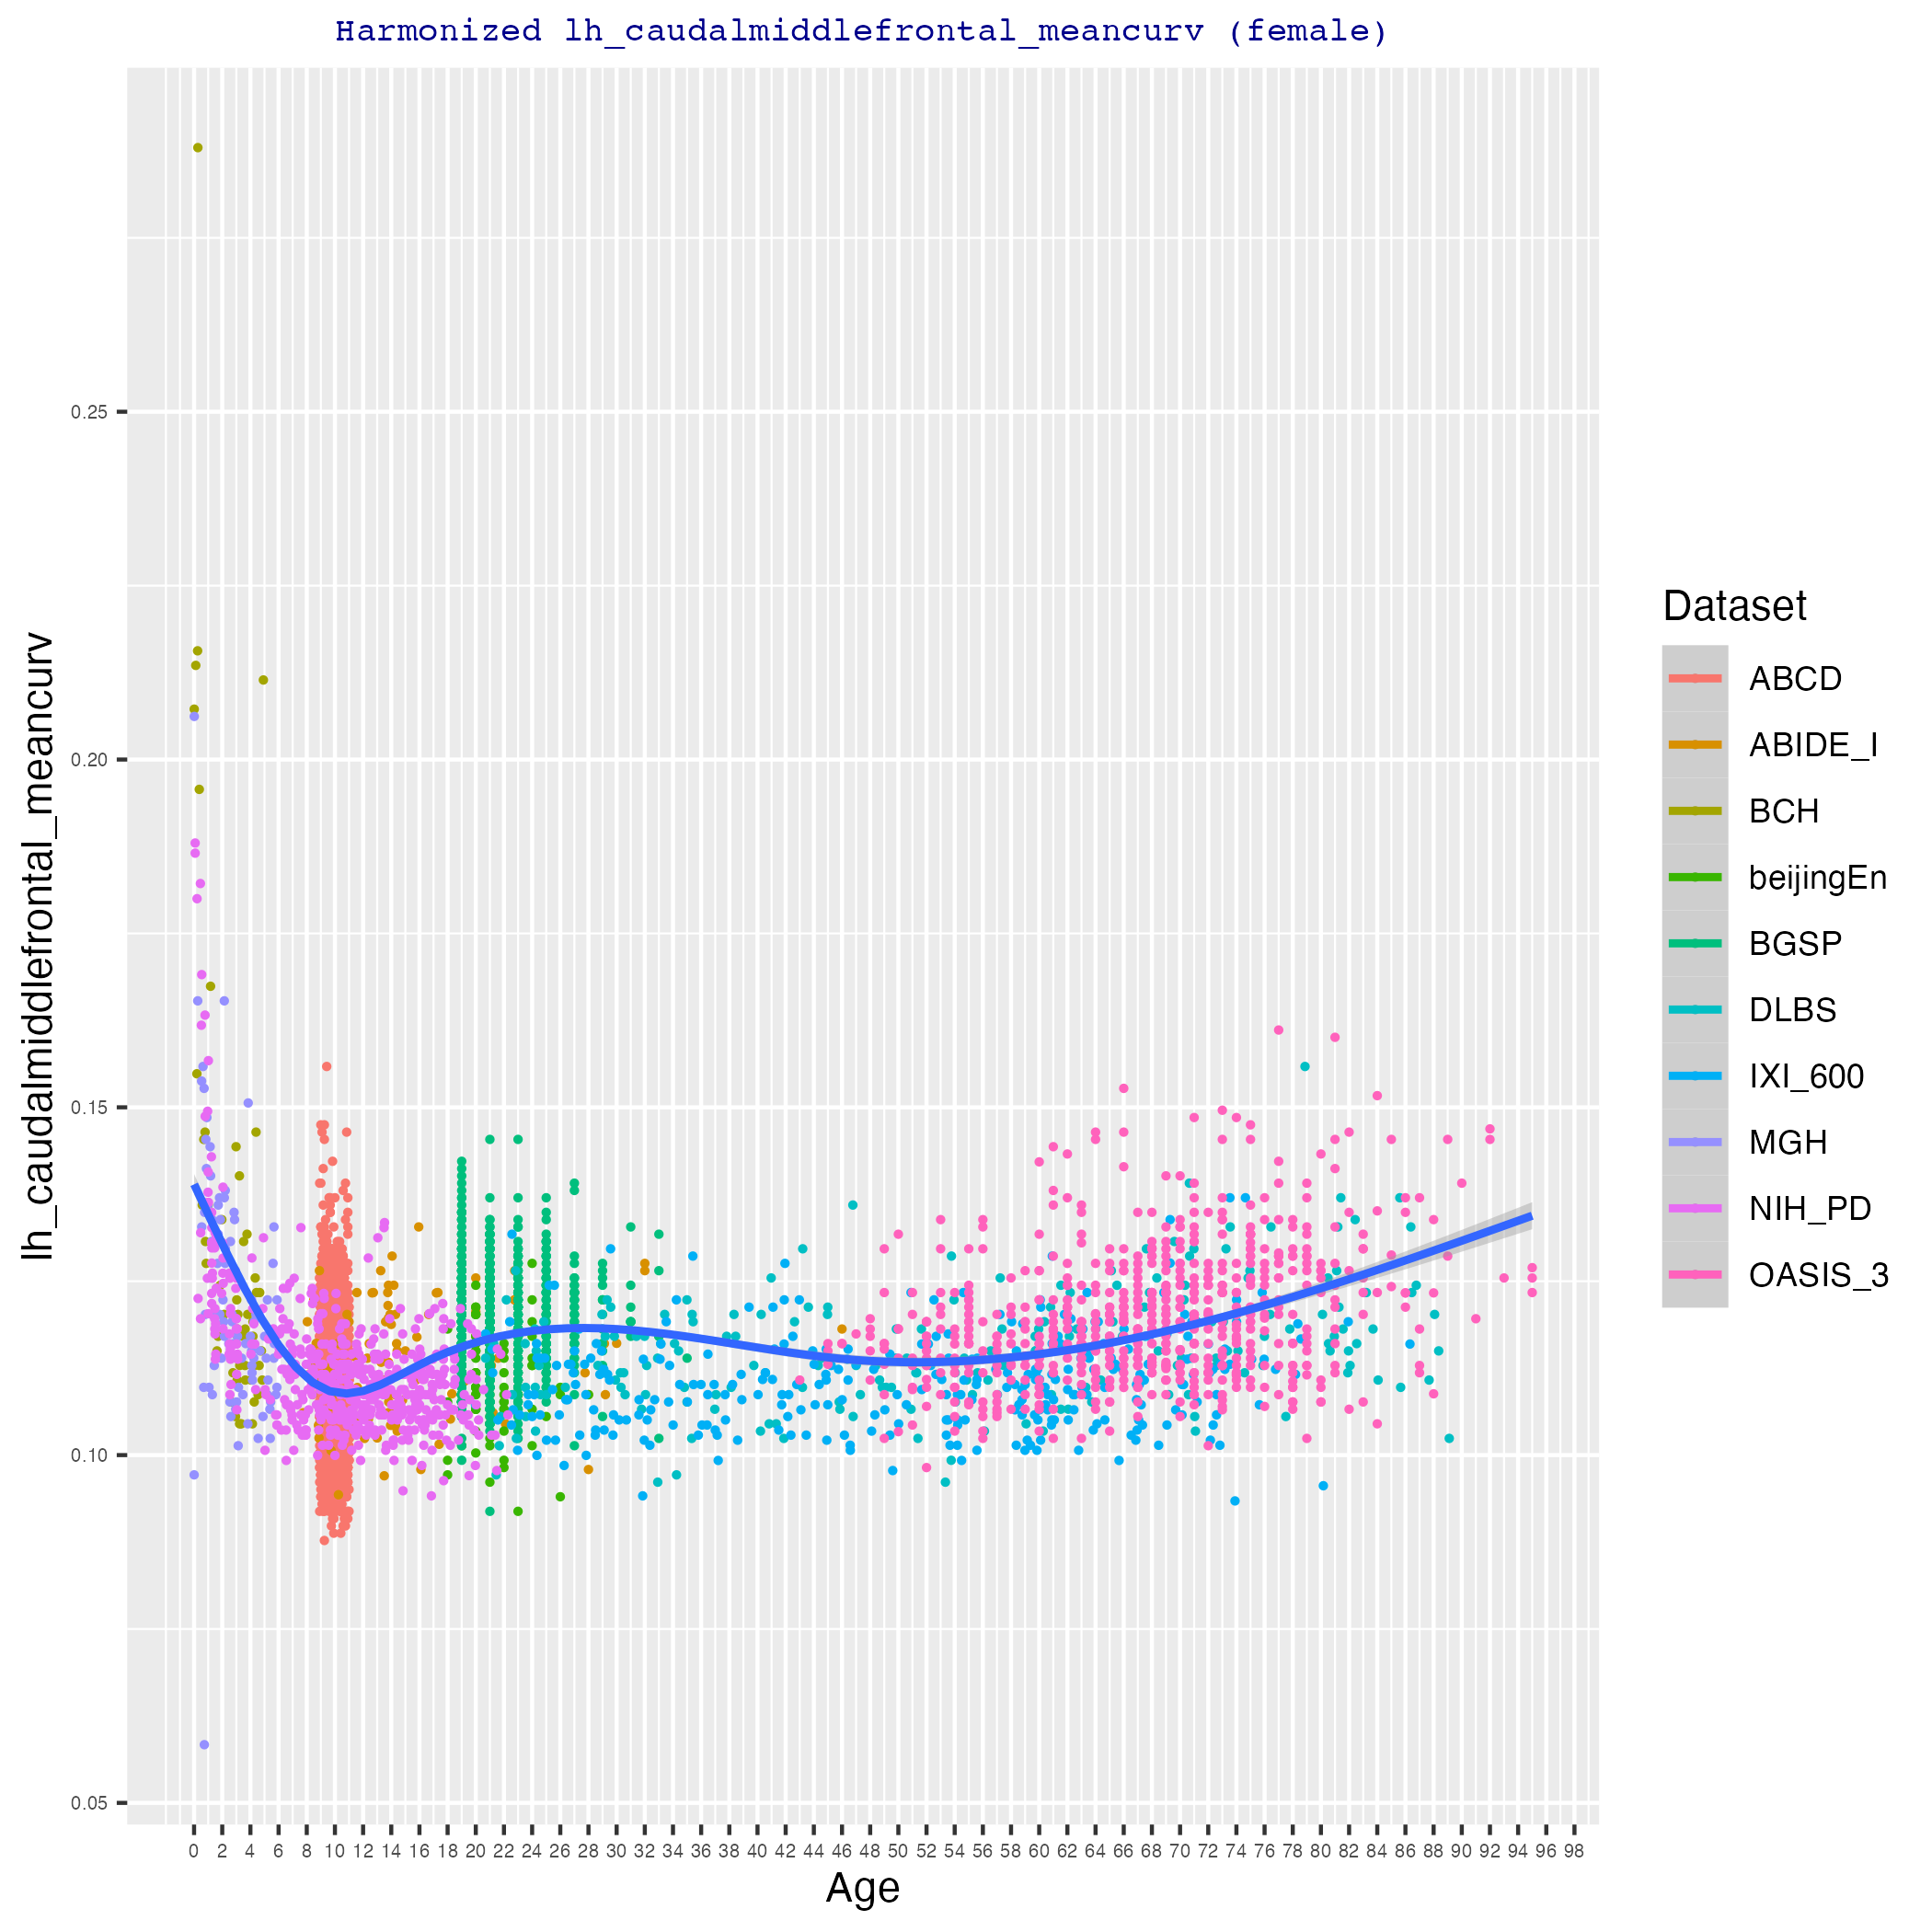 Harmonized lh_caudalmiddlefrontal_meancurv (female)
lh_caudalmiddlefrontal_meancurv
0.25
0.20
0.15
0.10
0.05
0 2 4 6 8 10 12 14 16 18 20 22 24 26 28 30 32 34 36 38 40 42 44 46 48 50 52 54 56 58 60 62 64 66 68 70 72 74 76 78 80 82 84 86 88 90 92 94 96 98
Age
Dataset
ABCD
ABIDE_I
BCH
beijingEn
BGSP
DLBS
IXI_600
MGH
NIH_PD
OASIS_3